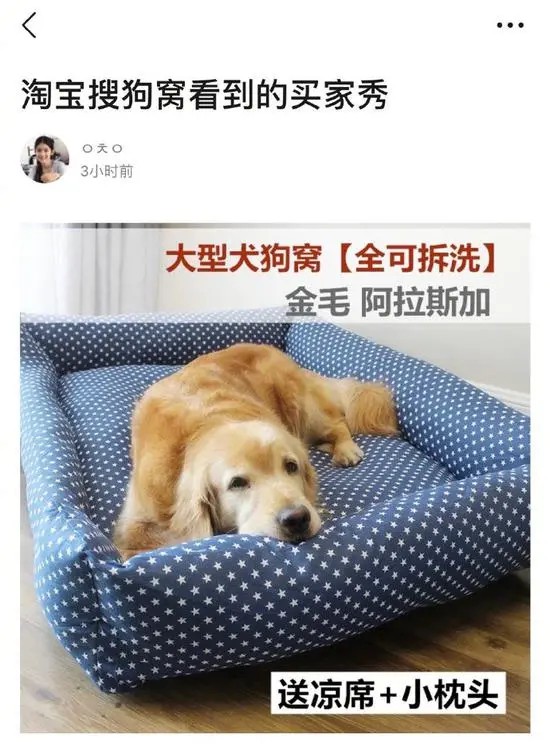 淘宝搜狗窝看到的买家秀
ㅇㅊㅇ
3小时前
大型犬狗窝【全可拆洗】
金毛 阿拉斯加
送凉席+小枕头